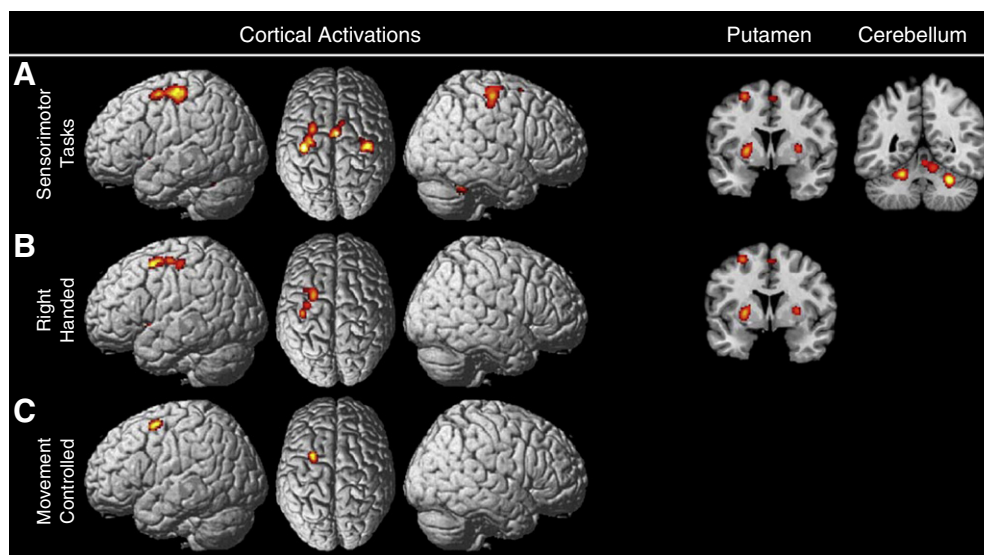 Cortical Activations
Putamen
Cerebellum
A
Sensorimotor
Tasks
B
Right
Handed
C
Movement
Controlled